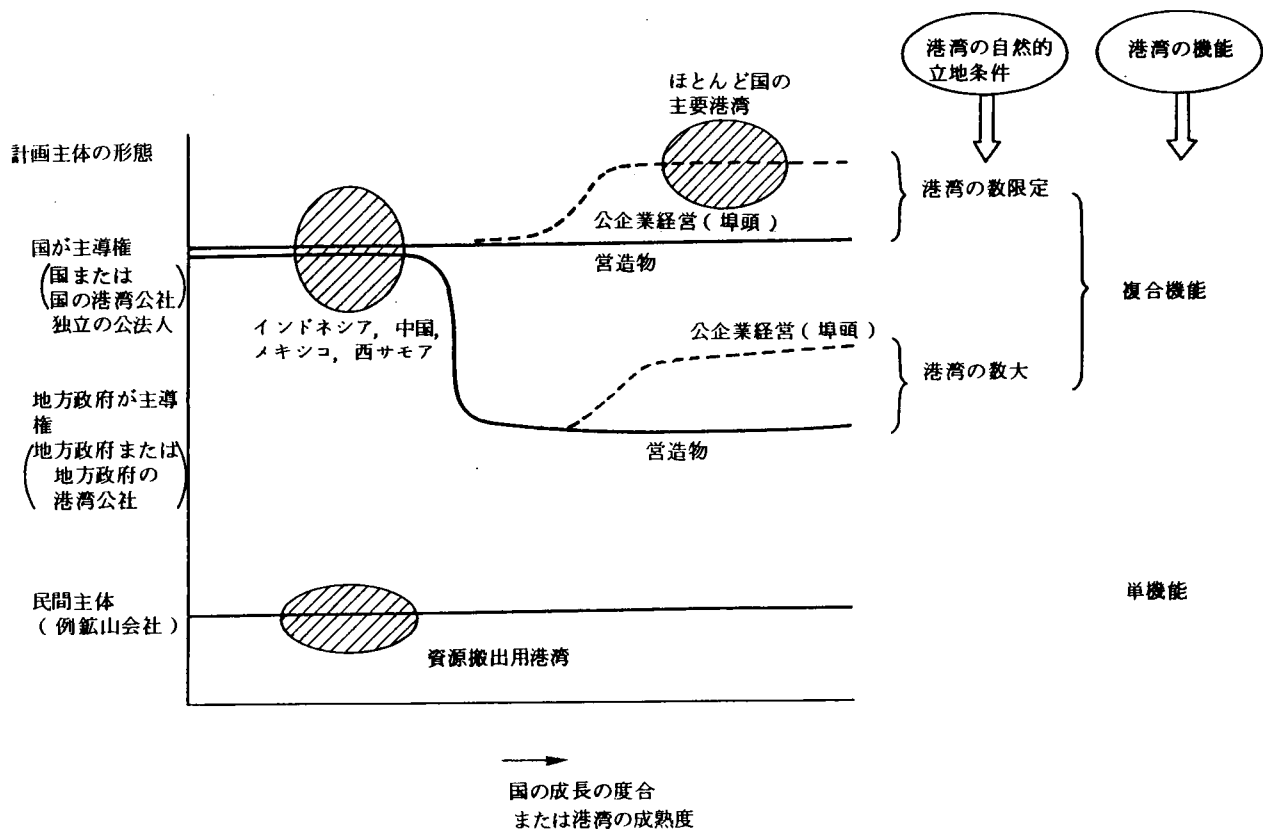 港湾の自然的
立地条件
港湾の機能
ほとんど国の
主要港湾
計画主体の形態
港湾の数限定
公企業経営(埠頭)
国が主導権
(国または
国の港湾公社)
独立の公法人
営造物
複合機能
インドネシア, 中国,
メキシコ, 西サモア
公企業経営(埠頭)
港湾の数大
地方政府が主導
権
(地方政府または
地方政府の
港湾公社)
営造物
民間主体
(例鉱山会社)
単機能
資源搬出用港湾
国の成長の度合
または港湾の成熟度